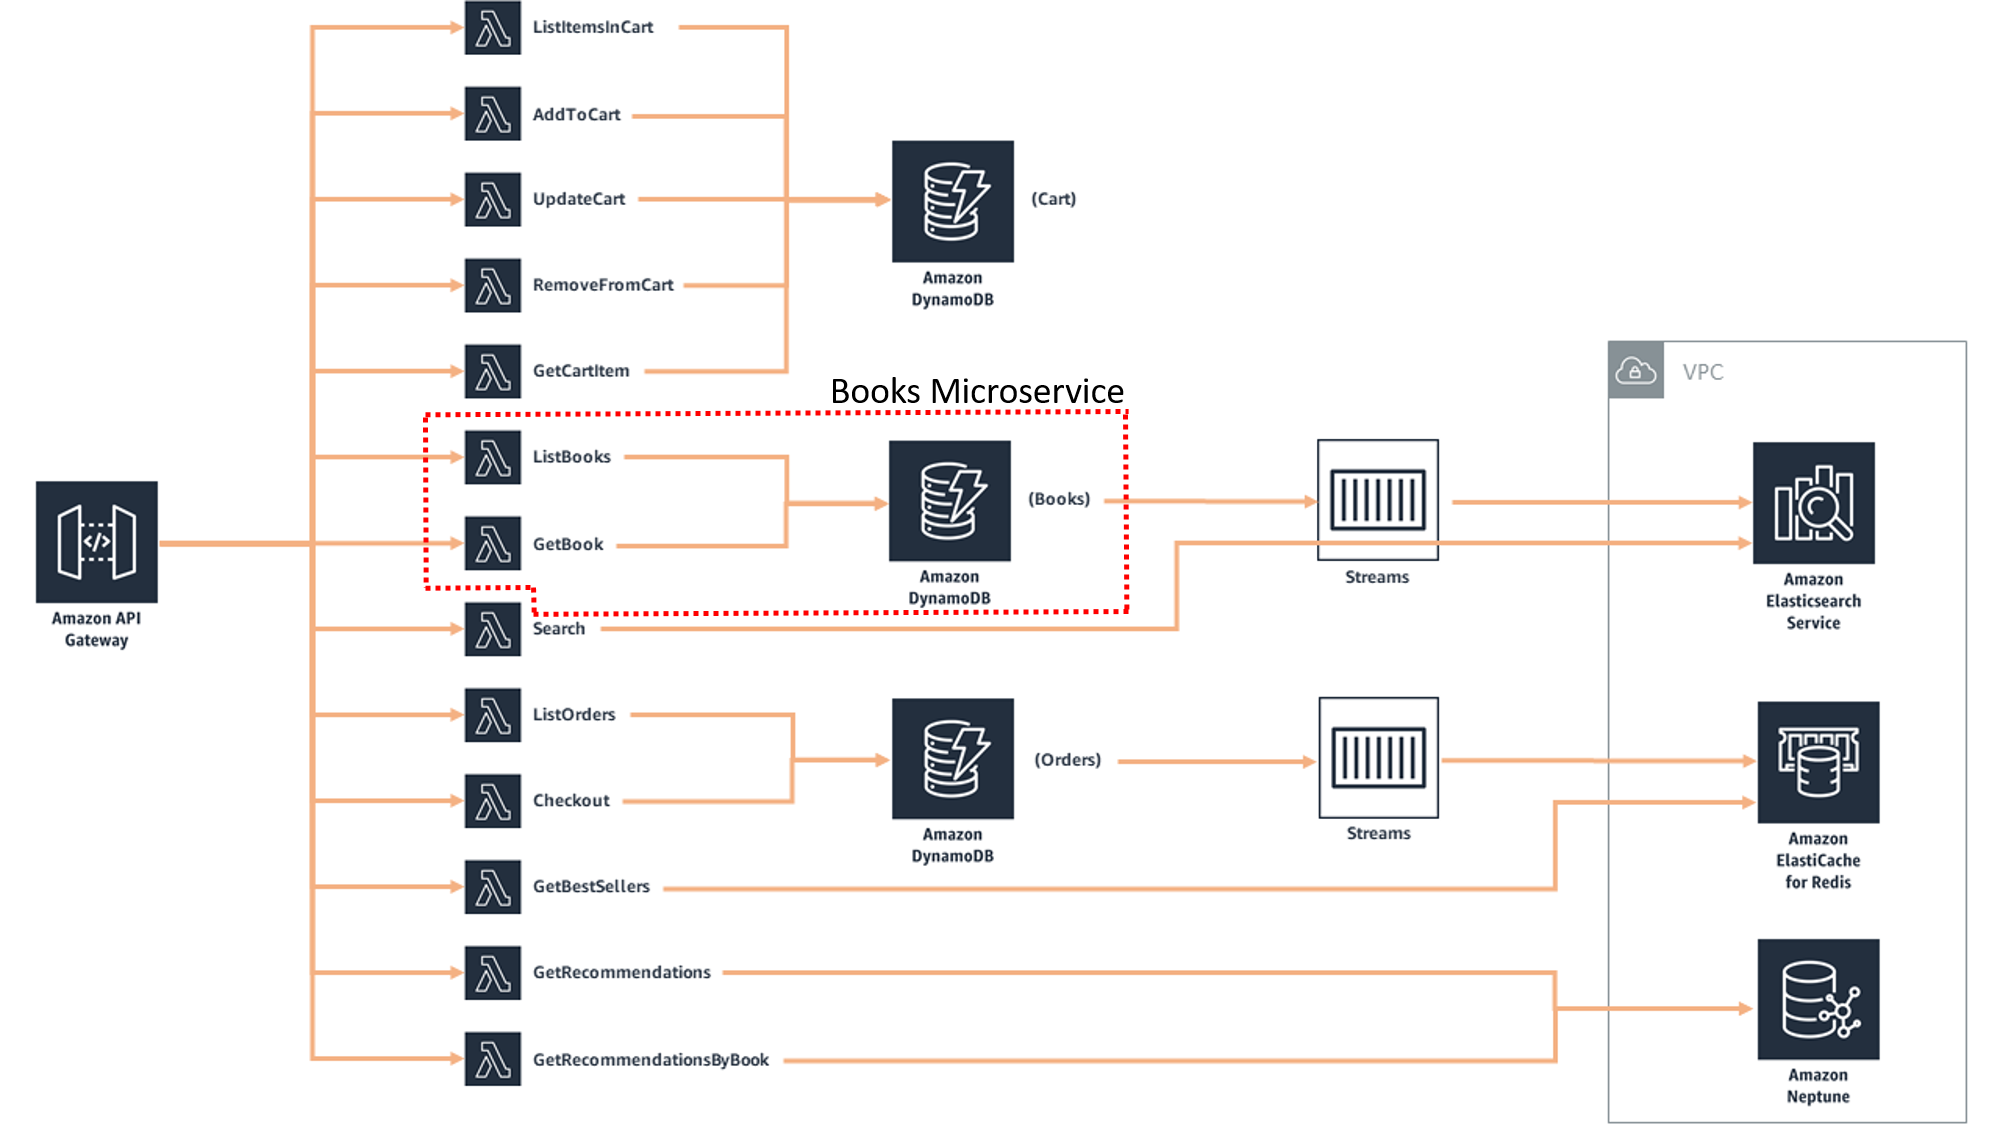 ListItemsInCart
AddToCart
UpdateCart
(Cart)
RemoveFromCart
Amazon
DynamoDB
GetCartItem
VPC
Books Microservice
ListBooks
(Books)
GetBook
Amazon
DynamoDB
Streams
Amazon
Elasticsearch
Service
Amazon API
Gateway
Search
ListOrders
(Orders)
Checkout
Amazon
DynamoDB
Streams
Amazon
ElastiCache
for Redis
GetBestSellers
GetRecommendations
GetRecommendationsByBook
Amazon
Neptune